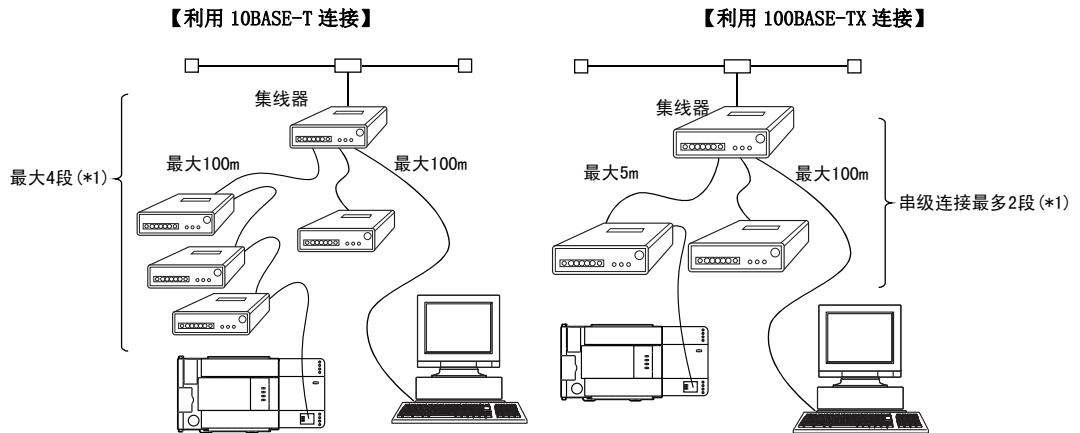 【利用 10BASE-T 连接】
集线器
最大100m
最大100m
最大4段(*1)
【利用 100BASE-TX 连接】
集线器
最大5m
最大100m
串级连接最多2段(*1)